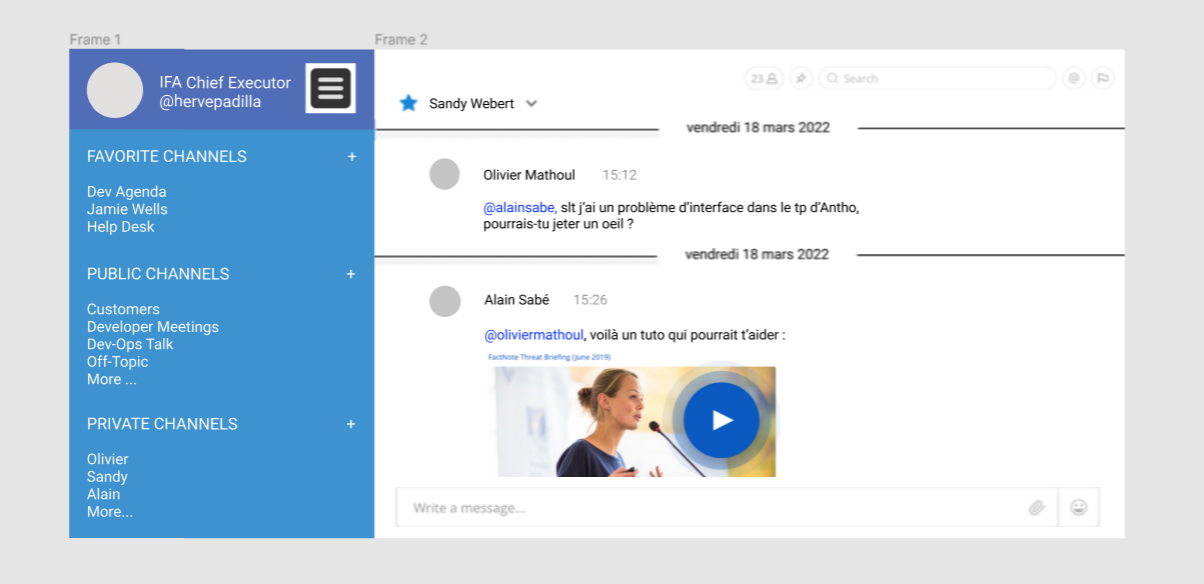 Frame 1
Frame 2
IFA Chief Executor
@hervepadilla
FAVORITE CHANNELS +
Dev Agenda
Jamie Wells
Help Desk
PUBLIC CHANNELS +
Customers
Developer Meetings
Dev-Ops Talk
Off-Topic
More ...
PRIVATE CHANNELS +
Olivier
Sandy
Alain
More...
23
Search
@
Sandy Webert
vendredi 18 mars 2022
Olivier Mathoul 15:12
@alainsabe, slt j'ai un problème d'interface dans le tp d'Antho,
pourrais-tu jeter un oeil ?
vendredi 18 mars 2022
Alain Sabé 15:26
@oliviermathoul, voilà un tuto qui pourrait t'aider :
FactNote Threat Briefing (June 2019)
Write a message...